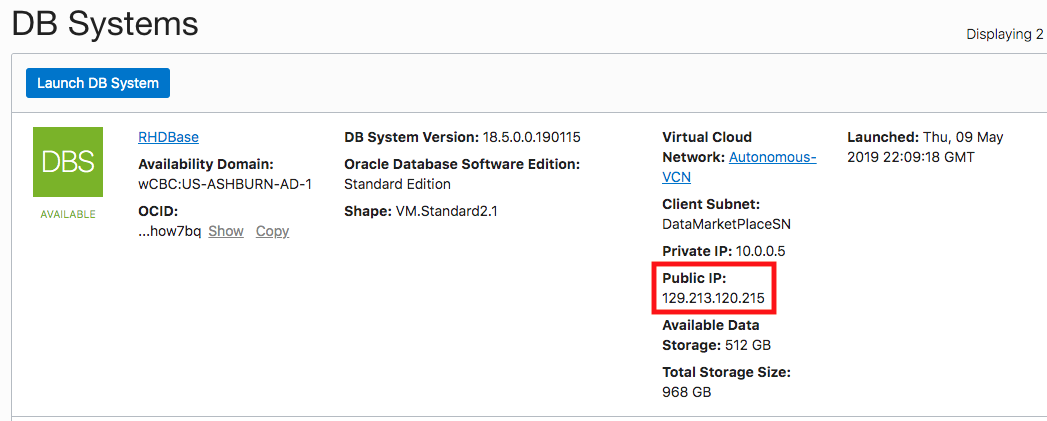 DB Systems
Displaying 2
Launch DB System
DBS
AVAILABLE
RHDBase
Availability Domain:
wCBC:US-ASHBURN-AD-1
OCID:
...how7bq Show Copy
DB System Version: 18.5.0.0.190115
Oracle Database Software Edition:
Standard Edition
Shape: VM.Standard2.1
Virtual Cloud
Network: Autonomous-
VCN
Client Subnet:
DataMarketPlaceSN
Private IP: 10.0.0.5
Public IP:
129.213.120.215
Available Data
Storage: 512 GB
Total Storage Size:
968 GB
Launched: Thu, 09 May
2019 22:09:18 GMT